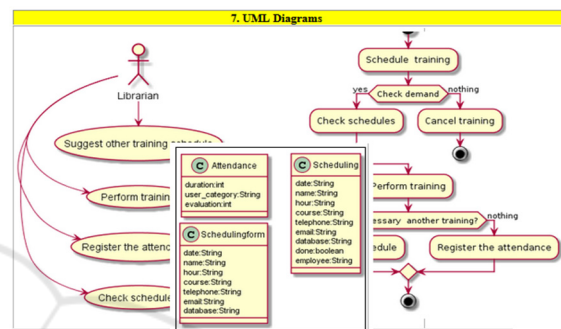 7. UML Diagrams
Librarian
Suggest other training schedule
Perform trainin
Register the attend
Check schedule
C Attendance
duration:int
user_category:String
evaluation:int
C Schedulingform
date:String
name:String
hour:String
course:String
telephone:String
email:String
database:String
C Scheduling
date:String
name:String
hour:String
course:String
telephone:String
email:String
database:String
done:boolean
employee:String
Schedule training
yes
Check demand
nothing
Check schedules
Cancel training
Perform training
essary another training?
nothing
edule
Register the attendance